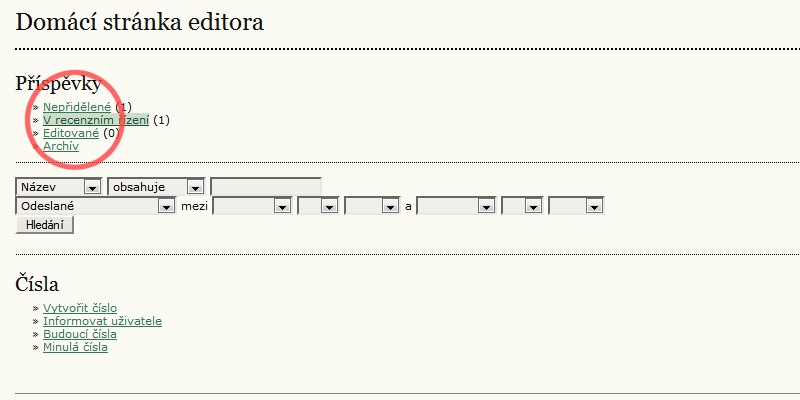 Domácí stránka editora
Příspěvky
» Nepřidělené (1)
» V recenzním řízení (1)
» Editované (0)
» Archív
Název obsahuje
Odeslané mezi a
Hledání
Čísla
» Vytvořit číslo
» Informovat uživatele
» Budoucí čísla
» Minulá čísla